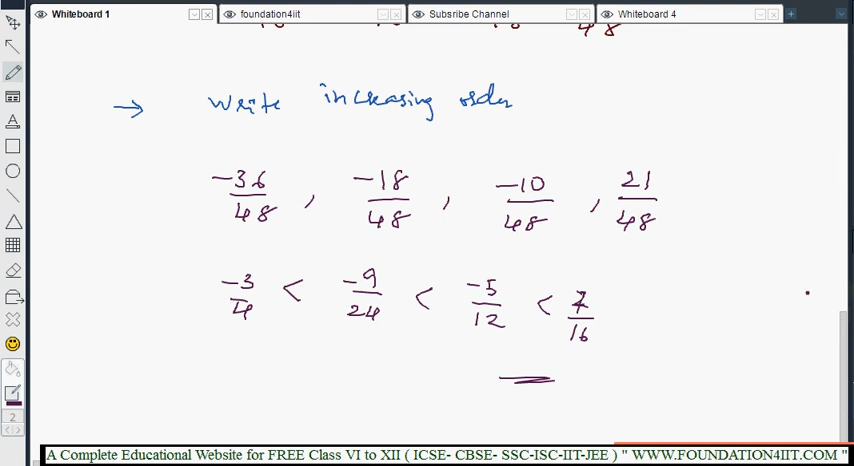 Whiteboard 1 foundation4iit Subsribe Channel Whiteboard 4
48
→ Write increasing order
-36/48 , -18/48 , -10/48 , 21/48
-3/4 < -9/24 < -5/12 < 7/16
2
A Complete Educational Website for FREE Class VI to XII ( ICSE- CBSE- SSC-ISC-IIT-JEE ) " WWW.FOUNDATION4IIT.COM "